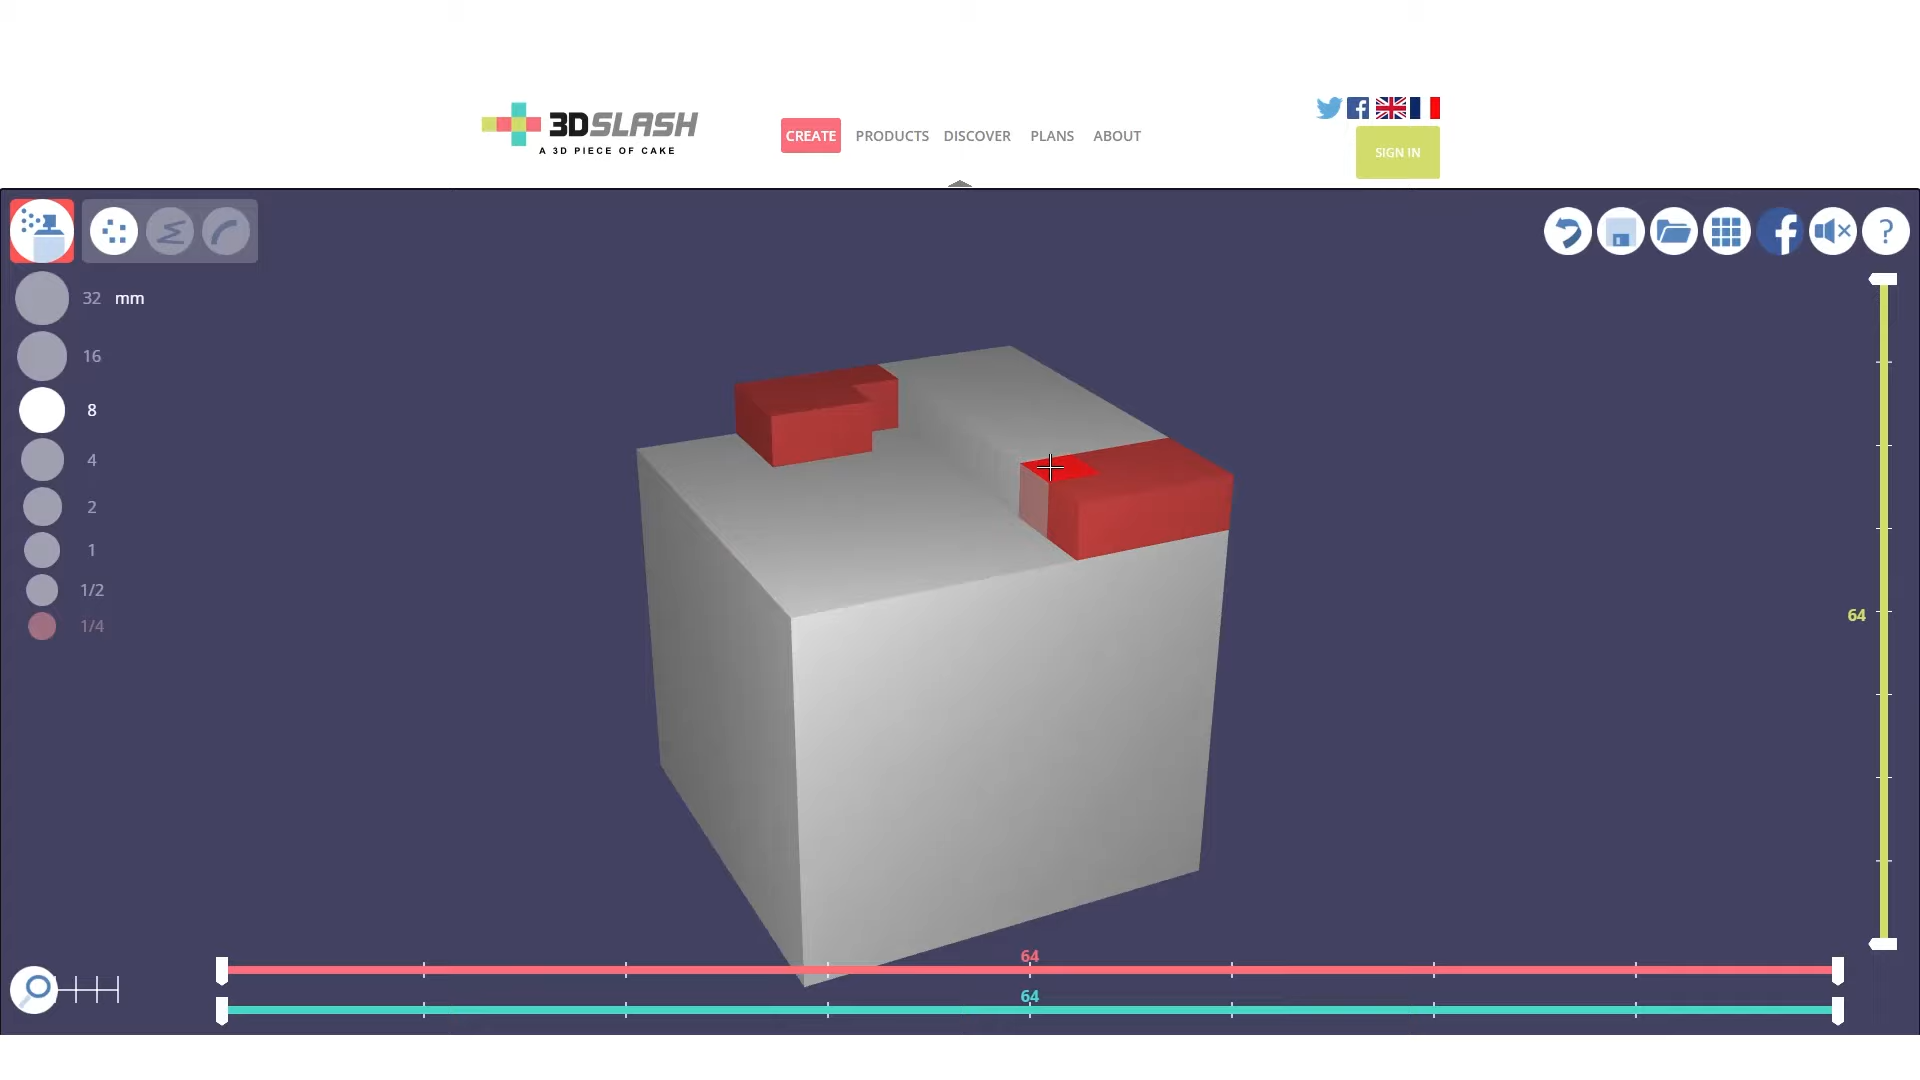 3DSLASH
A 3D PIECE OF CAKE
CREATE PRODUCTS DISCOVER PLANS ABOUT
SIGN IN
f
?
32 mm
16
8
4
2
1
1/2
1/4
64
64
64